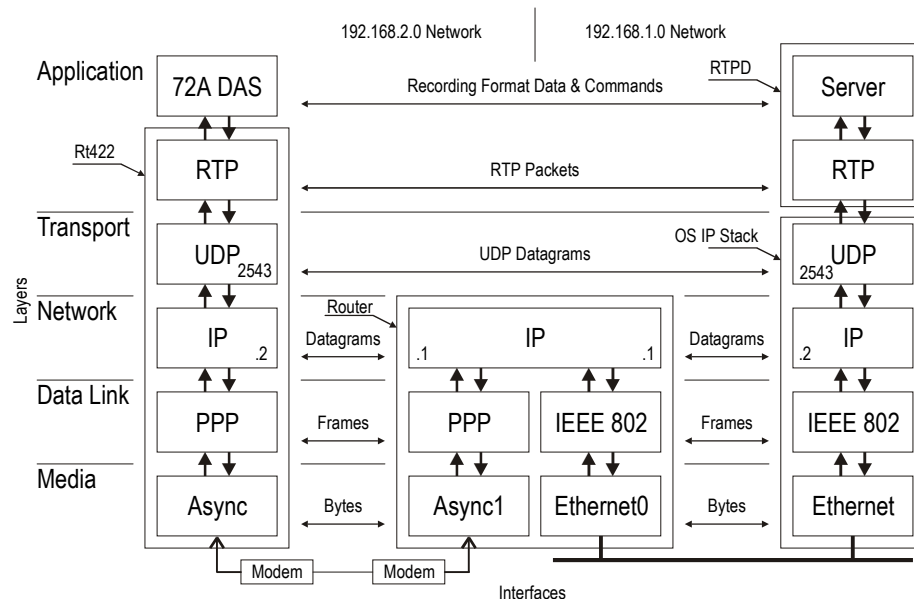 192.168.2.0 Network
192.168.1.0 Network
Application
72A DAS
Recording Format Data & Commands
RTPD
Server
Rt422
RTP
RTP Packets
RTP
Transport
UDP
2543
UDP Datagrams
OS IP Stack
UDP
2543
Layers
Network
IP
.2
Datagrams
Router
IP
.1
.1
Datagrams
IP
.2
Data Link
PPP
Frames
PPP
IEEE 802
Frames
IEEE 802
Media
Async
Bytes
Async1
Ethernet0
Bytes
Ethernet
Modem
Modem
Interfaces